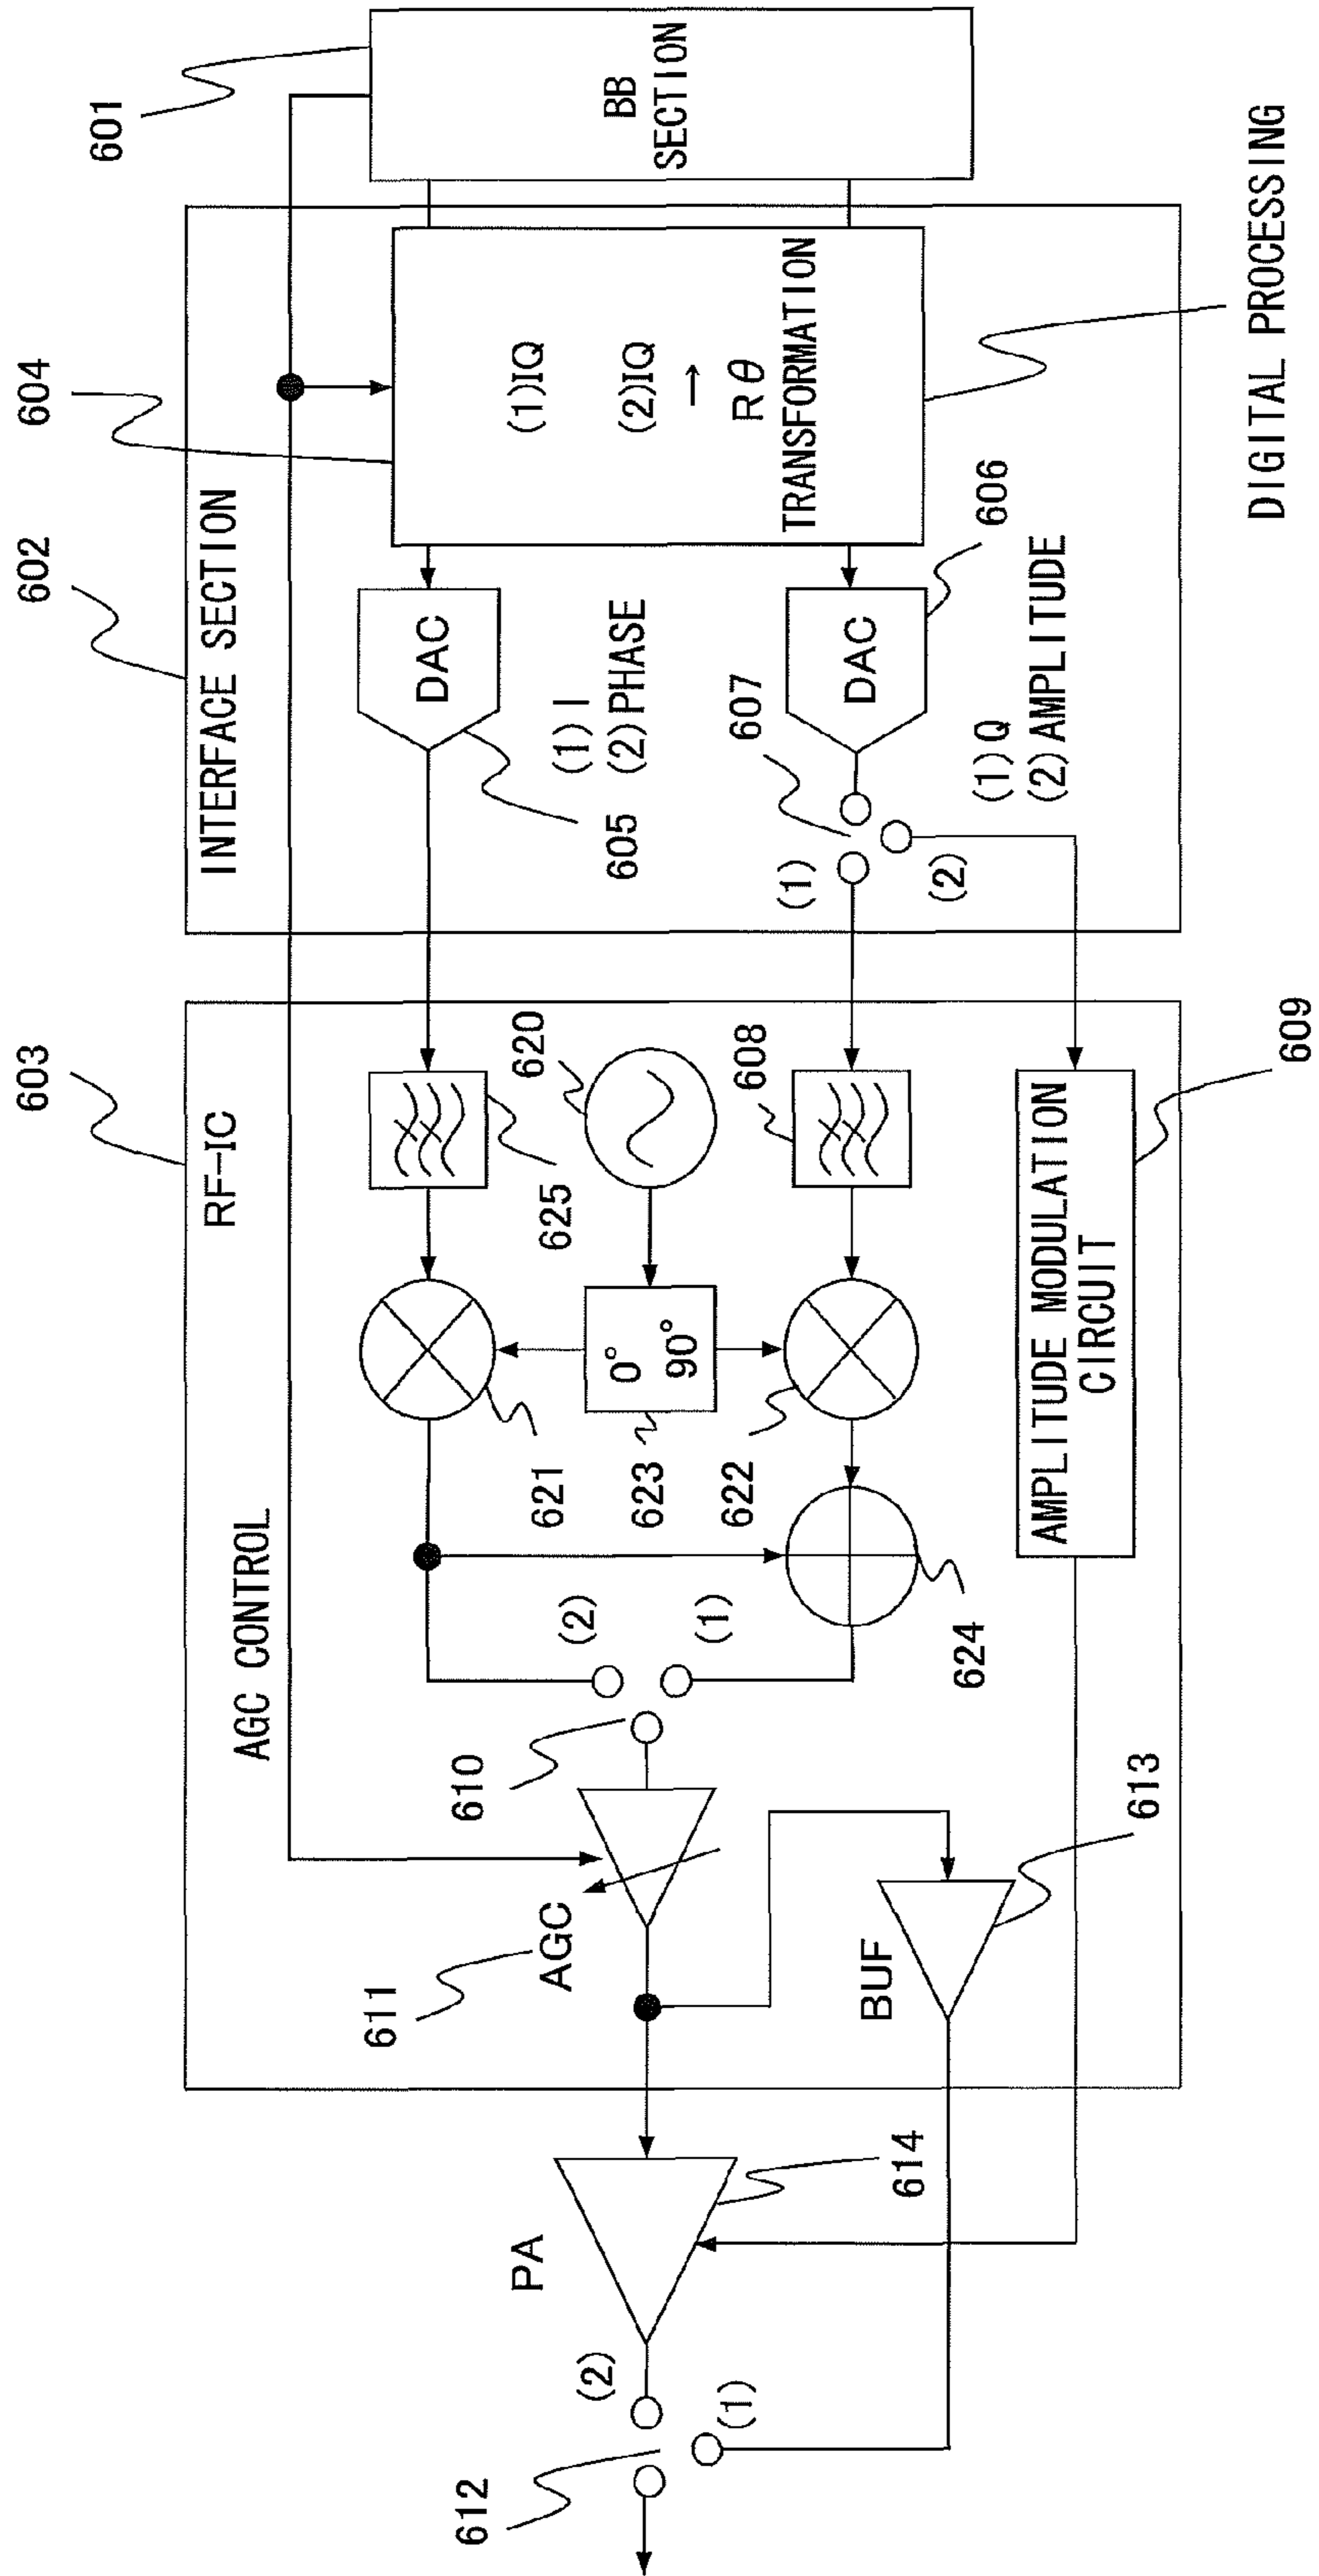 601
BB
SECTION
602
604
INTERFACE SECTION
(1)IQ
(2)IQ
→
Rθ
TRANSFORMATION
DIGITAL PROCESSING
DAC
605
(1)I
(2)PHASE
DAC
606
607
(1)Q
(2)AMPLITUDE
(1)
(2)
603
RF-IC
AGC CONTROL
625
620
608
621
0°
90°
623
622
624
AMPLITUDE MODULATION
CIRCUIT
609
(2)
(1)
610
611
AGC
BUF
613
PA
614
(2)
(1)
612